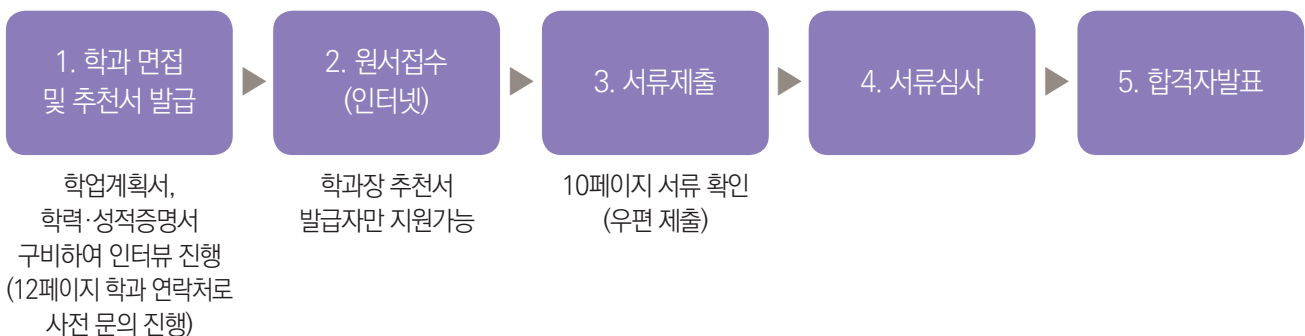 1. 학과 면접
및 추천서 발급
2. 원서접수
(인터넷)
3. 서류제출
4. 서류심사
5. 합격자발표
학업계획서,
학력·성적증명서
구비하여 인터뷰 진행
(12페이지 학과 연락처로
사전 문의 진행)
학과장 추천서
발급자만 지원가능
10페이지 서류 확인
(우편 제출)